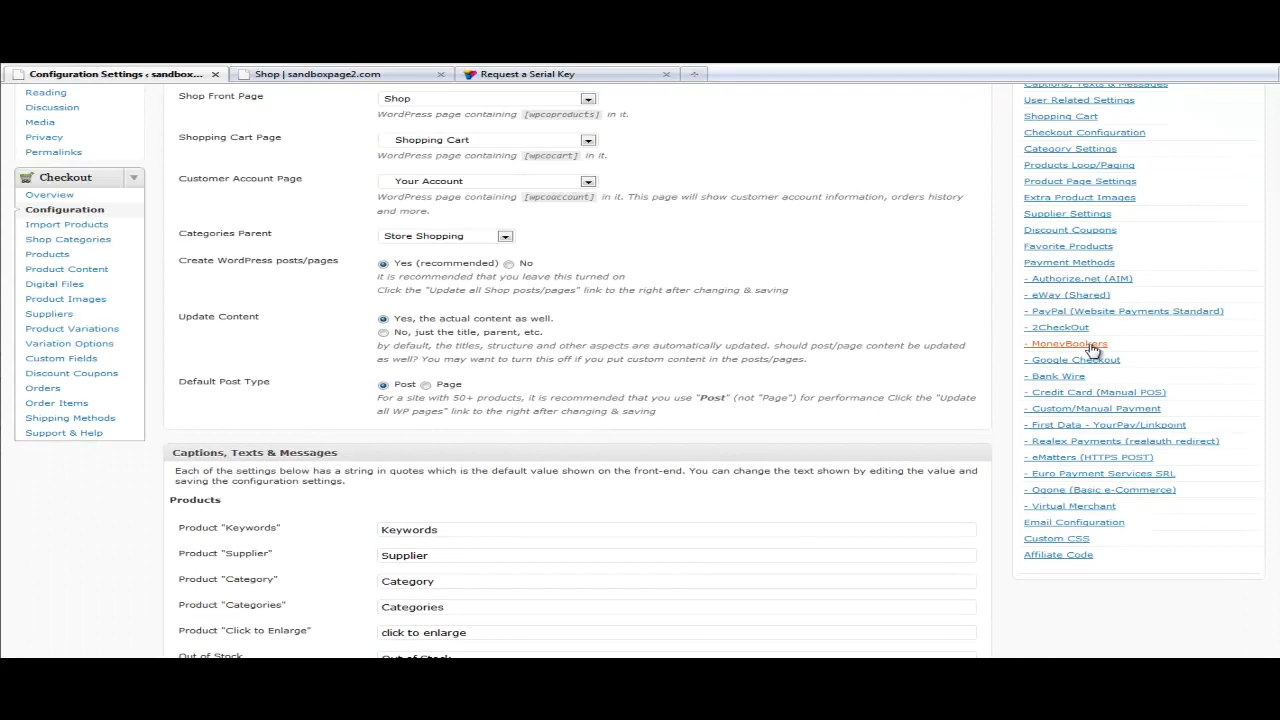 Configuration Settings ‹ sandbox...
Shop | sandboxpage2.com
Request a Serial Key
Reading
Discussion
Media
Privacy
Permalinks
Checkout
Overview
Configuration
Import Products
Shop Categories
Products
Product Content
Digital Files
Product Images
Suppliers
Product Variations
Variation Options
Custom Fields
Discount Coupons
Orders
Order Items
Shipping Methods
Support & Help
Shop Front Page
Shop
WordPress page containing [wpcoproducts] in it.
Shopping Cart Page
Shopping Cart
WordPress page containing [wpcocart] in it.
Customer Account Page
Your Account
WordPress page containing [wpcoaccount] in it. This page will show customer account information, orders history
and more.
Categories Parent
Store Shopping
Create WordPress posts/pages
Yes (recommended) No
it is recommended that you leave this turned on
Click the "Update all Shop posts/pages" link to the right after changing & saving
Update Content
Yes, the actual content as well.
No, just the title, parent, etc.
by default, the titles, structure and other aspects are automatically updated. should post/page content be updated
as well? You may want to turn this off if you put custom content in the posts/pages.
Default Post Type
Post Page
For a site with 50+ products, it is recommended that you use "Post" (not "Page") for performance Click the "Update
all WP pages" link to the right after changing & saving
Captions, Texts & Messages
Each of the settings below has a string in quotes which is the default value shown on the front-end. You can change the text shown by editing the value and
saving the configuration settings.
Products
Product "Keywords"
Keywords
Product "Supplier"
Supplier
Product "Category"
Category
Product "Categories"
Categories
Product "Click to Enlarge"
click to enlarge
Out of Stock
Out of Stock
Captions, Texts & Messages
User Related Settings
Shopping Cart
Checkout Configuration
Category Settings
Products Loop/Paging
Product Page Settings
Extra Product Images
Supplier Settings
Discount Coupons
Favorite Products
Payment Methods
- Authorize.net (AIM)
- eWay (Shared)
- PayPal (Website Payments Standard)
- 2CheckOut
- MoneyBookers
- Google Checkout
- Bank Wire
- Credit Card (Manual POS)
- Custom/Manual Payment
- First Data - YourPay/Linkpoint
- Realex Payments (realauth redirect)
- eMatters (HTTPS POST)
- Euro Payment Services SRL
- Ogone (Basic e-Commerce)
- Virtual Merchant
Email Configuration
Custom CSS
Affiliate Code